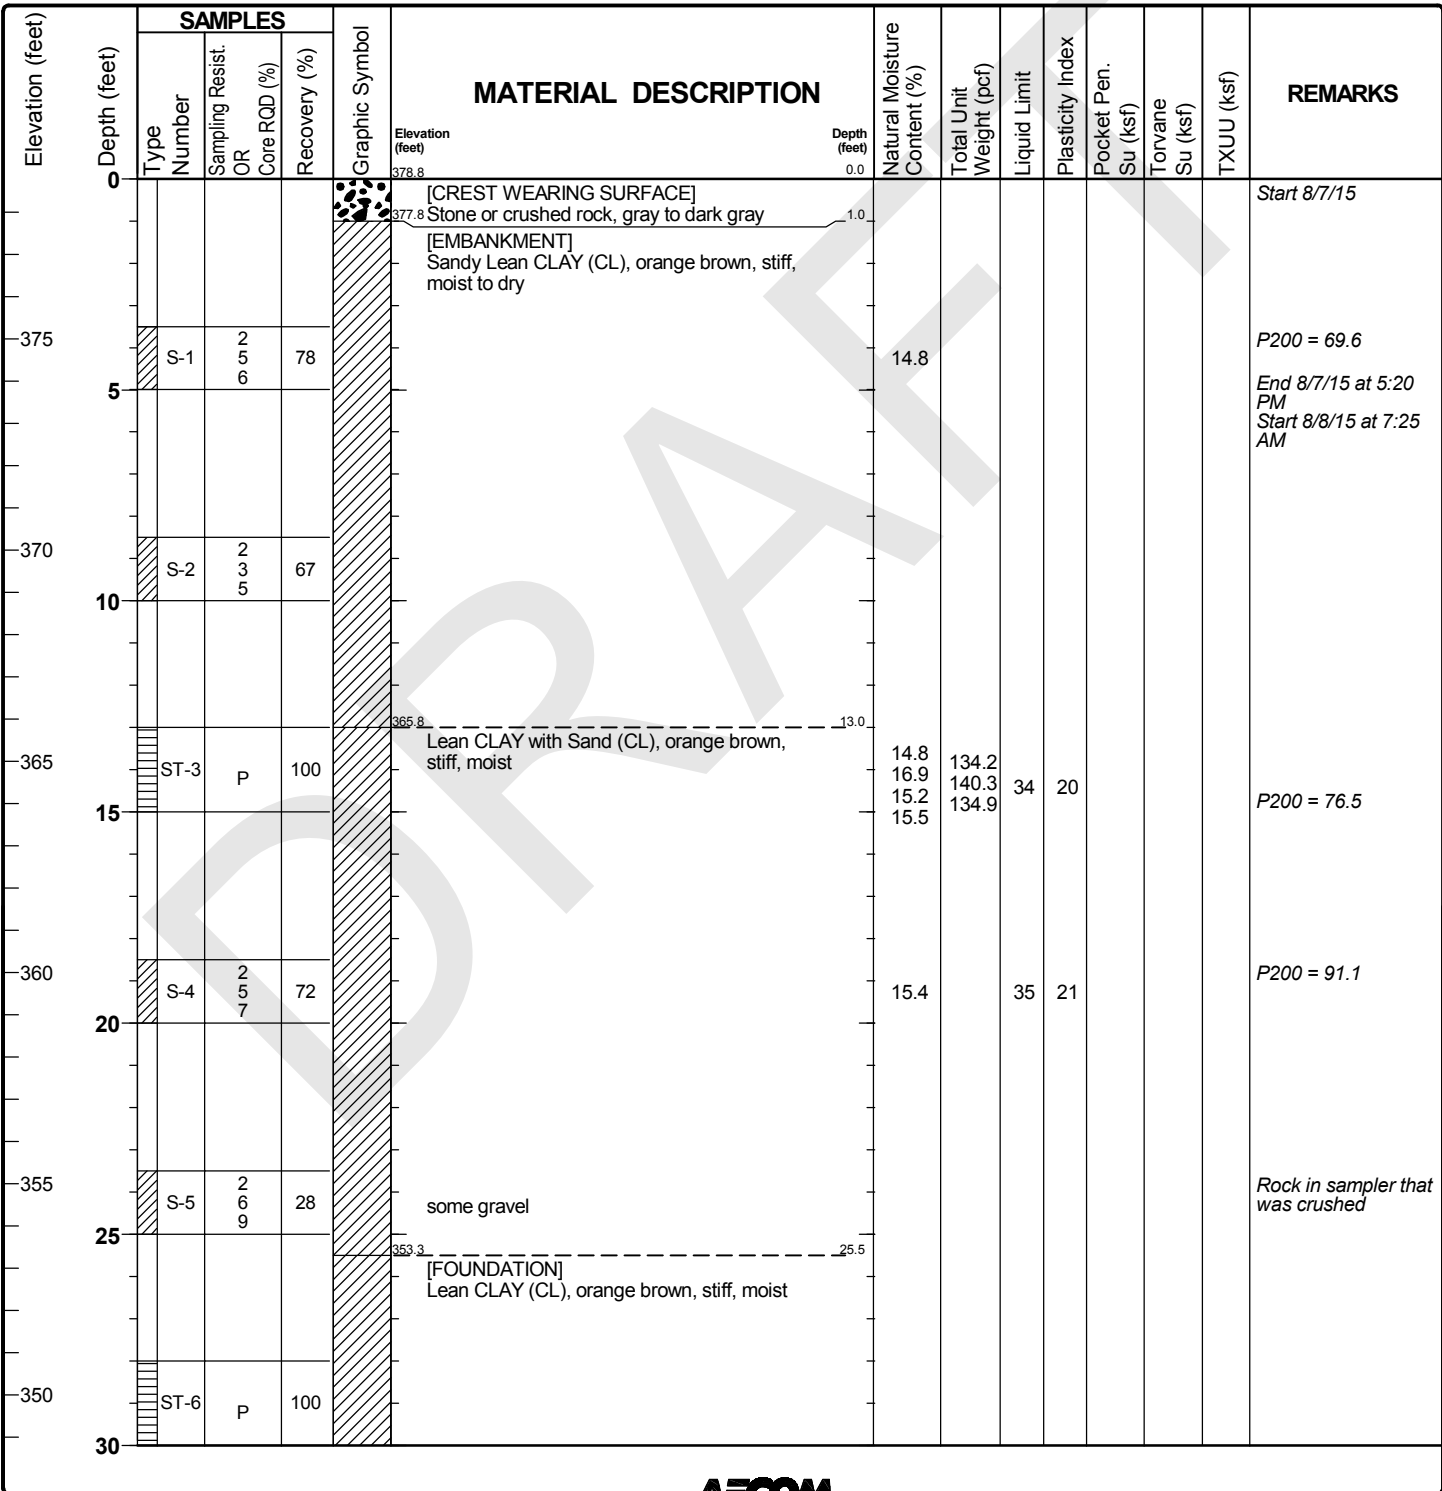 SAMPLES
Elevation (feet)
Depth (feet)
Type
Number
Sampling Resist.
OR
Core RQD (%)
Recovery (%)
Graphic Symbol
MATERIAL DESCRIPTION
Elevation
(feet)
Depth
(feet)
Natural Moisture
Content (%)
Total Unit
Weight (pcf)
Liquid Limit
Plasticity Index
Pocket Pen.
Su (ksf)
Torvane
Su (ksf)
TXUU (ksf)
REMARKS
378.8 0.0
0
[CREST WEARING SURFACE]
Start 8/7/15
377.8 Stone or crushed rock, gray to dark gray 1.0
[EMBANKMENT]
Sandy Lean CLAY (CL), orange brown, stiff,
moist to dry
375
S-1
2
5
6
78
14.8
P200 = 69.6
5
End 8/7/15 at 5:20
PM
Start 8/8/15 at 7:25
AM
370
S-2
2
3
5
67
10
365.8 13.0
Lean CLAY with Sand (CL), orange brown,
stiff, moist
365
ST-3
P
100
14.8
16.9
15.2
15.5
134.2
140.3
134.9
34
20
P200 = 76.5
15
360
S-4
2
5
7
72
15.4
35
21
P200 = 91.1
20
355
S-5
2
6
9
28
some gravel
Rock in sampler that
was crushed
25
353.3 25.5
[FOUNDATION]
Lean CLAY (CL), orange brown, stiff, moist
350
ST-6
P
100
30
DRAFT
AECOM